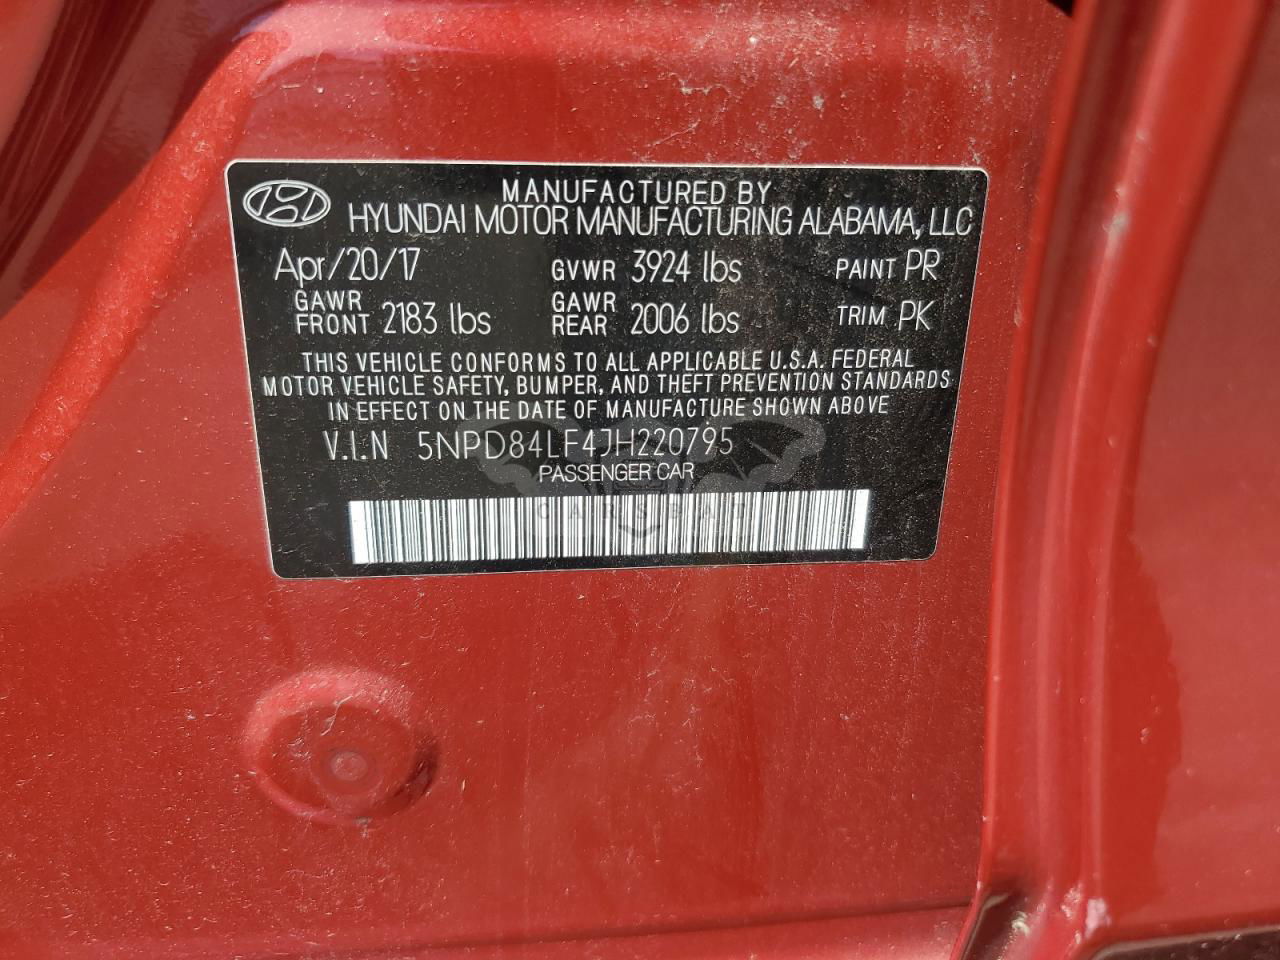 MANUFACTURED BY
HYUNDAI MOTOR MANUFACTURING ALABAMA, LLC
Apr/20/17 GVWR 3924 lbs PAINT PR
GAWR FRONT 2183 lbs GAWR REAR 2006 lbs TRIM PK
THIS VEHICLE CONFORMS TO ALL APPLICABLE U.S.A. FEDERAL
MOTOR VEHICLE SAFETY, BUMPER, AND THEFT PREVENTION STANDARDS
IN EFFECT ON THE DATE OF MANUFACTURE SHOWN ABOVE
V.I.N 5NPD84LF4JH220795
PASSENGER CAR
CARSBAT